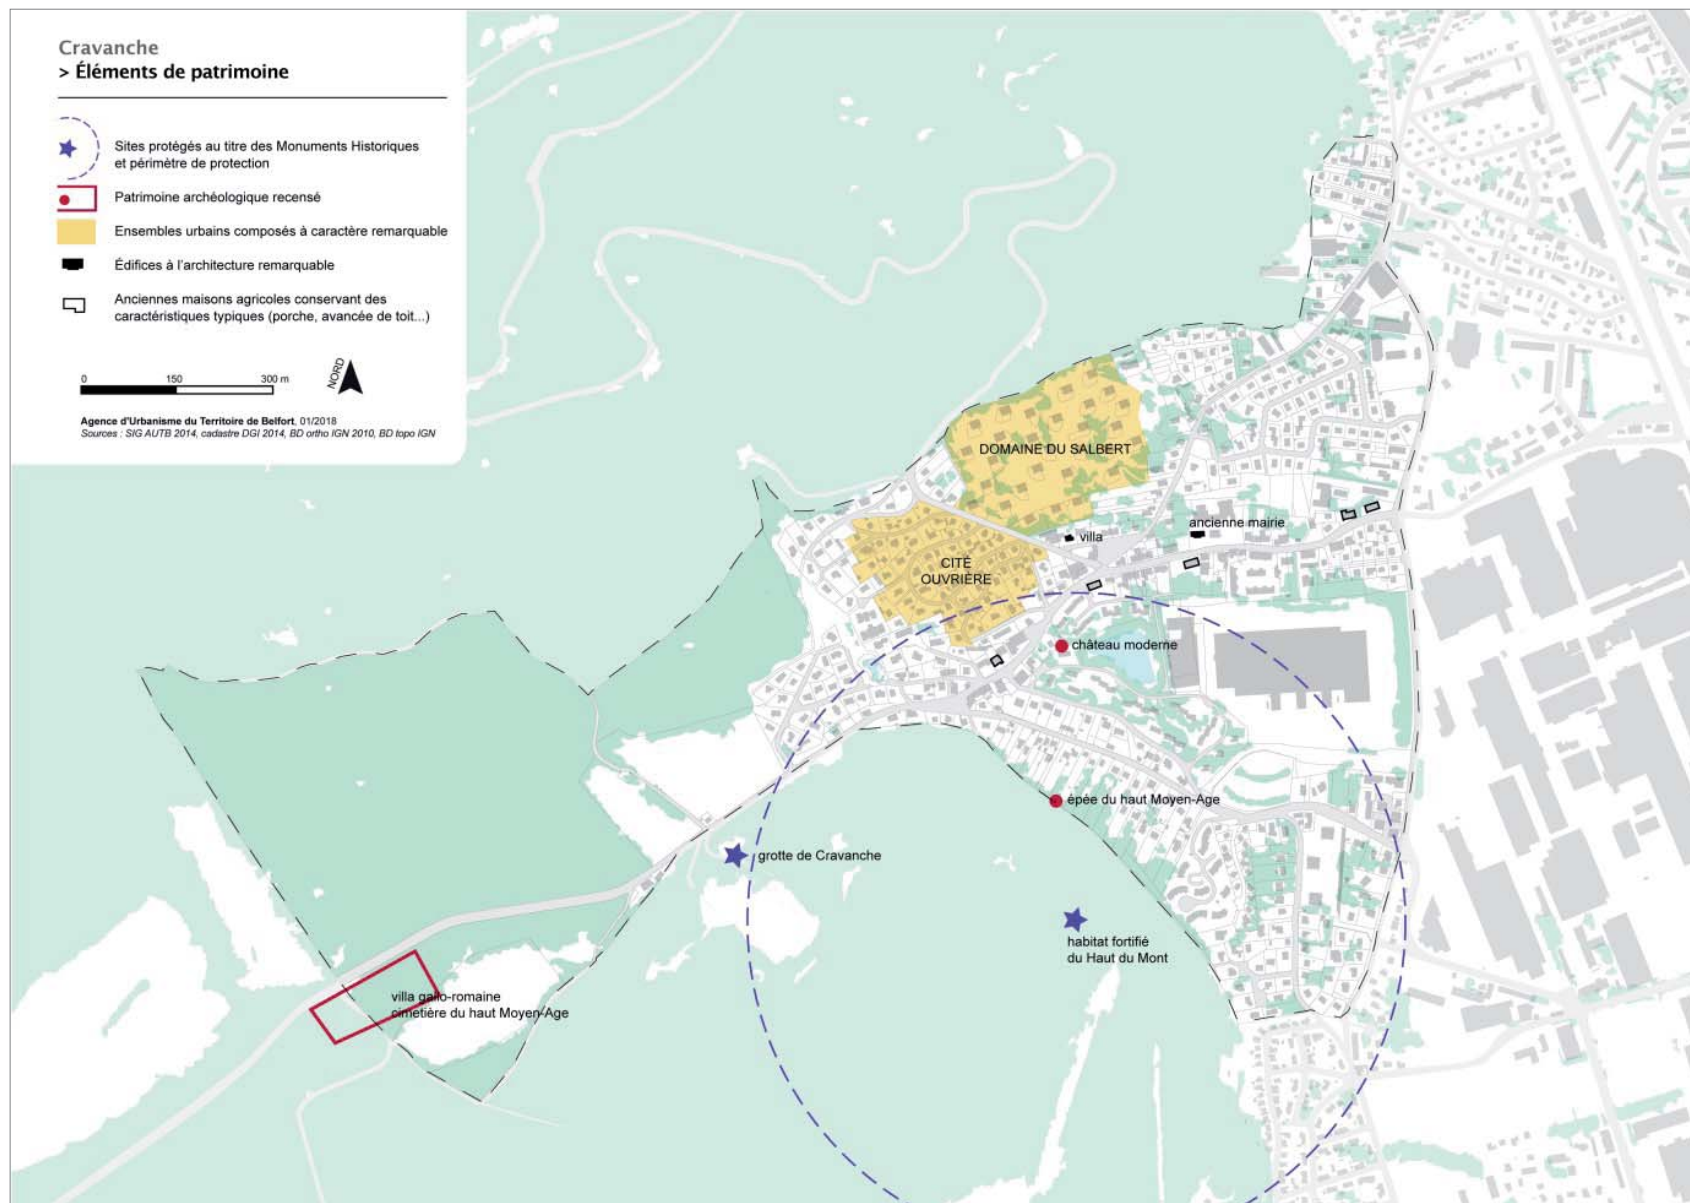 Cravanche
> Éléments de patrimoine
Sites protégés au titre des Monuments Historiques
et périmètre de protection
Patrimoine archéologique recensé
Ensembles urbains composés à caractère remarquable
Édifices à l'architecture remarquable
Anciennes maisons agricoles conservant des
caractéristiques typiques (porche, avancée de toit...)
0 150 300 m
NORD
Agence d'Urbanisme du Territoire de Belfort, 01/2018
Sources : SIG AUTB 2014, cadastre DGI 2014, BD ortho IGN 2010, BD topo IGN
DOMAINE DU SALBERT
ancienne mairie
villa
CITÉ
OUVRIÈRE
château moderne
épée du haut Moyen-Age
grotte de Cravanche
habitat fortifié
du Haut du Mont
villa gallo-romaine
cimetière du haut Moyen-Age